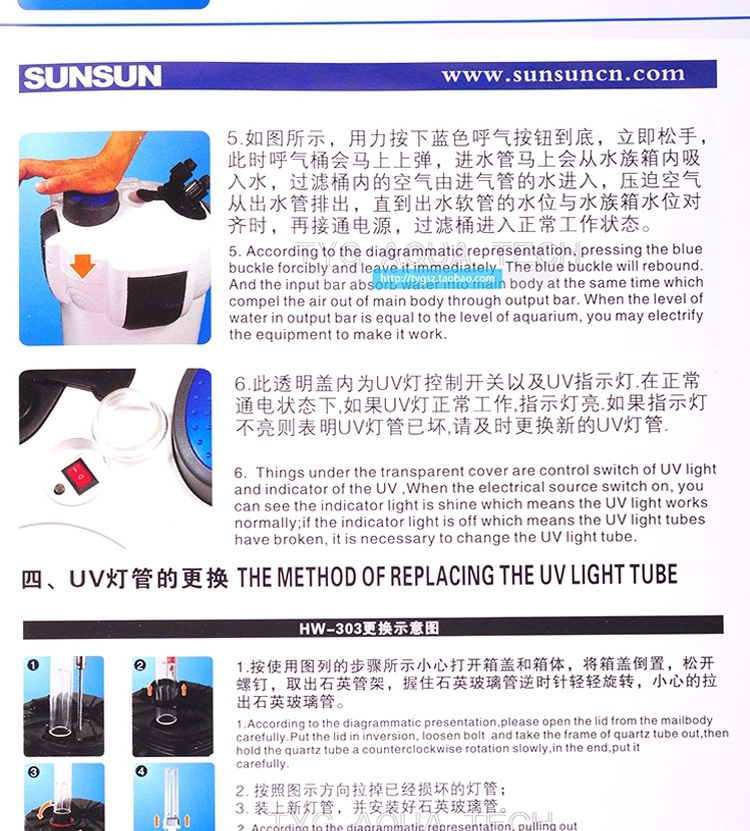 SUNSUN
www.sunsuncn.com
5.如图所示，用力按下蓝色呼气按钮到底，立即松手，
此时呼气桶会马上上弹，进水管马上会从水族箱内吸
入水，过滤桶内的空气由进气管的水进入，压迫空气
从出水管排出，直到出水软管的水位与水族箱水位对
齐时，再接通电源，过滤桶进入正常工作状态。
TYG AQUA TECH
5. According to the diagrammatic representation, pressing the blue
buckle forcibly and leave it immediately. The blue buckle will rebound.
http://tygsz.taobao.com
And the input bar absorb water into main body at the same time which
compel the air out of main body through output bar. When the level of
water in output bar is equal to the level of aquarium, you may electrify
the equipment to make it work.
6.此透明盖内为UV灯控制开关以及UV指示灯.在正常
通电状态下,如果UV灯正常工作,指示灯亮.如果指示灯
不亮则表明UV灯管已坏,请及时更换新的UV灯管.
6. Things under the transparent cover are control switch of UV light
and indicator of the UV ,When the electrical source switch on, you
can see the indicator light is shine which means the UV light works
normally;if the indicator light is off which means the UV light tubes
have broken, it is necessary to change the UV light tube.
四、UV灯管的更换 THE METHOD OF REPLACING THE UV LIGHT TUBE
HW-303更换示意图
1
2
1.按使用图列的步骤所示小心打开箱盖和箱体，将箱盖倒置，松开
螺钉，取出石英管架，握住石英玻璃管逆时针轻轻旋转，小心的拉
出石英玻璃管。
1.According to the diagrammatic presentation,please open the lid from the mailbody
carefully.Put the lid in inversion, loosen bolt and take the frame of quartz tube out,then
hold the quartz tube a counterclockwise rotation slowly,in the end,put it
carefully.
3
4
2. 按照图示方向拉掉已经损坏的灯管；
3. 装上新灯管，并安装好石英玻璃管。
TYG AQUA TECH
2. According to the diagrammatic representation, pulling out